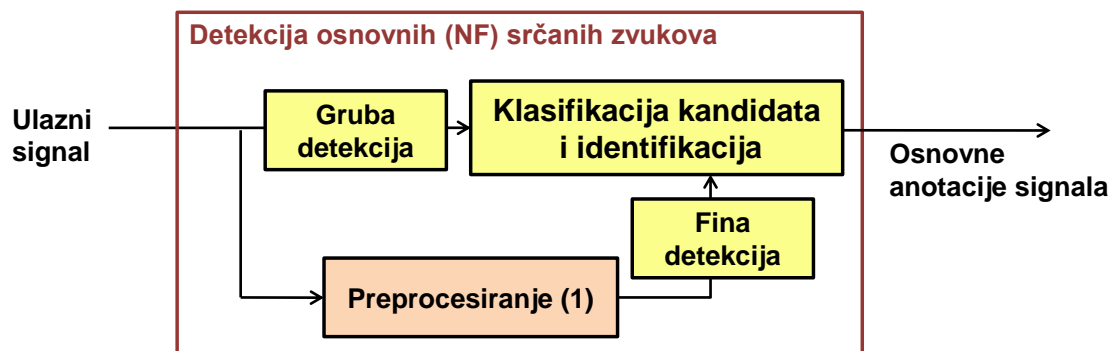 Detekcija osnovnih (NF) srčanih zvukova
Ulazni
signal
Gruba
detekcija
Klasifikacija kandidata
i identifikacija
Osnovne
anotacije signala
Fina
detekcija
Preprocesiranje (1)